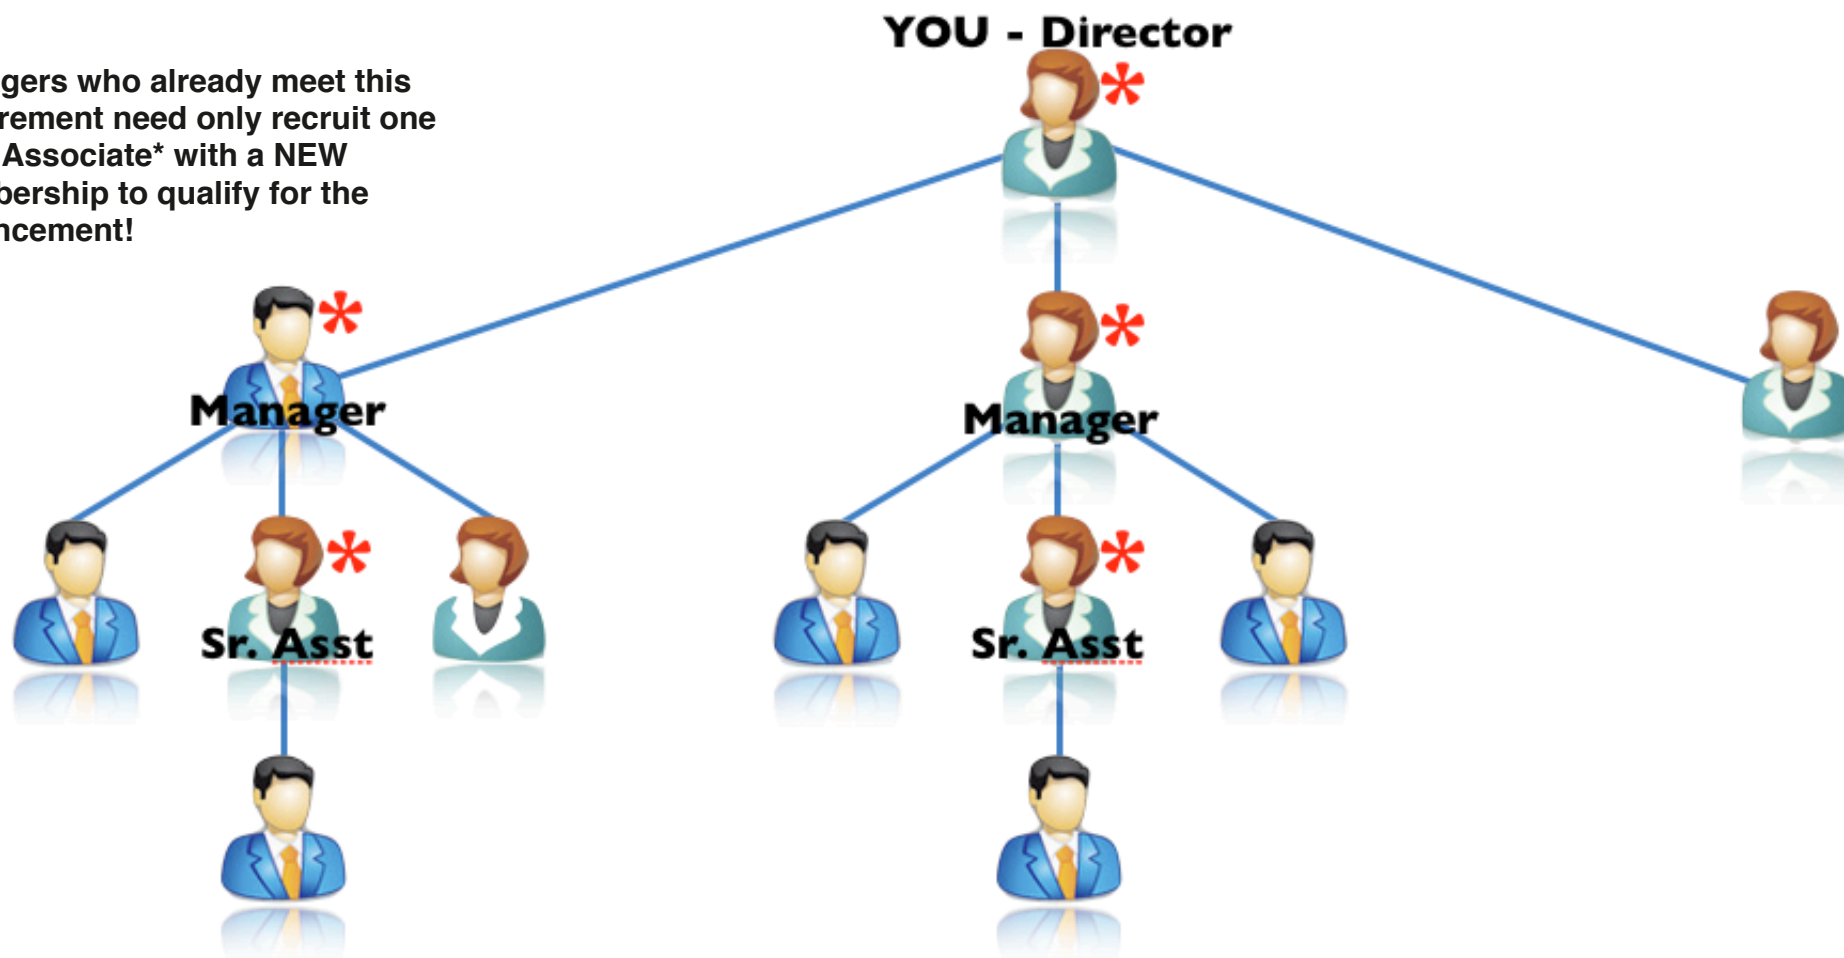 YOU - Director
*
gers who already meet this
rement need only recruit one
Associate* with a NEW
bership to qualify for the
ncement!
*
*
Manager
Manager
*
*
Sr. Asst
Sr. Asst